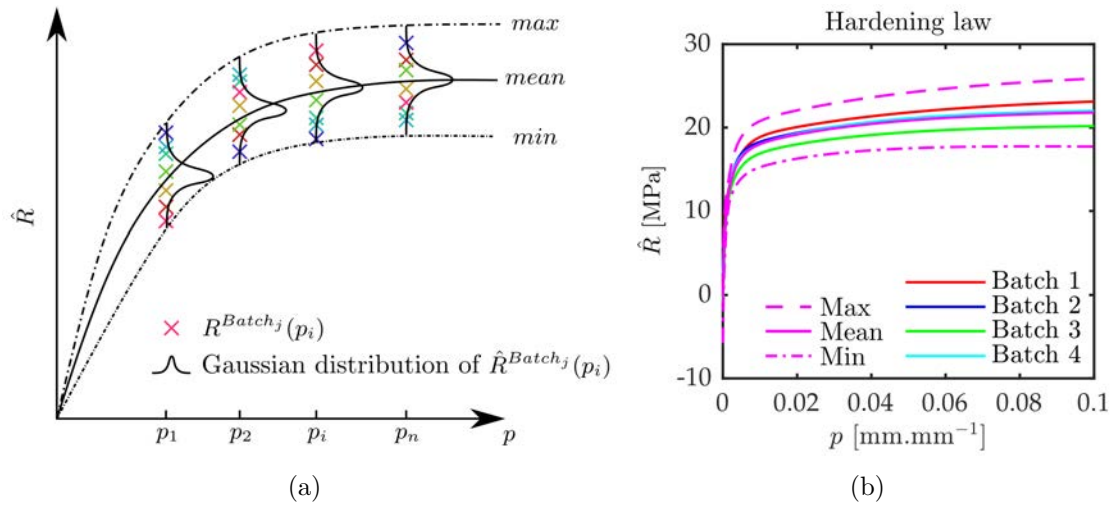 max
mean
min
R̂
R^{Batch_j}(p_i)
Gaussian distribution of R̂^{Batch_j}(p_i)
p_1 p_2 p_i p_n p
(a)
Hardening law
30
20
10
0
-10
R̂ [MPa]
Max
Mean
Min
Batch 1
Batch 2
Batch 3
Batch 4
0 0.02 0.04 0.06 0.08 0.1
p [mm.mm⁻¹]
(b)